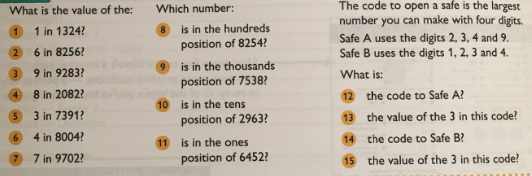 What is the value of the:
1 1 in 1324?
2 6 in 8256?
3 9 in 9283?
4 8 in 2082?
5 3 in 7391?
6 4 in 8004?
7 7 in 9702?
Which number:
8 is in the hundreds
position of 8254?
9 is in the thousands
position of 7538?
10 is in the tens
position of 2963?
11 is in the ones
position of 6452?
The code to open a safe is the largest
number you can make with four digits.
Safe A uses the digits 2, 3, 4 and 9.
Safe B uses the digits 1, 2, 3 and 4.
What is:
12 the code to Safe A?
13 the value of the 3 in this code?
14 the code to Safe B?
15 the value of the 3 in this code?